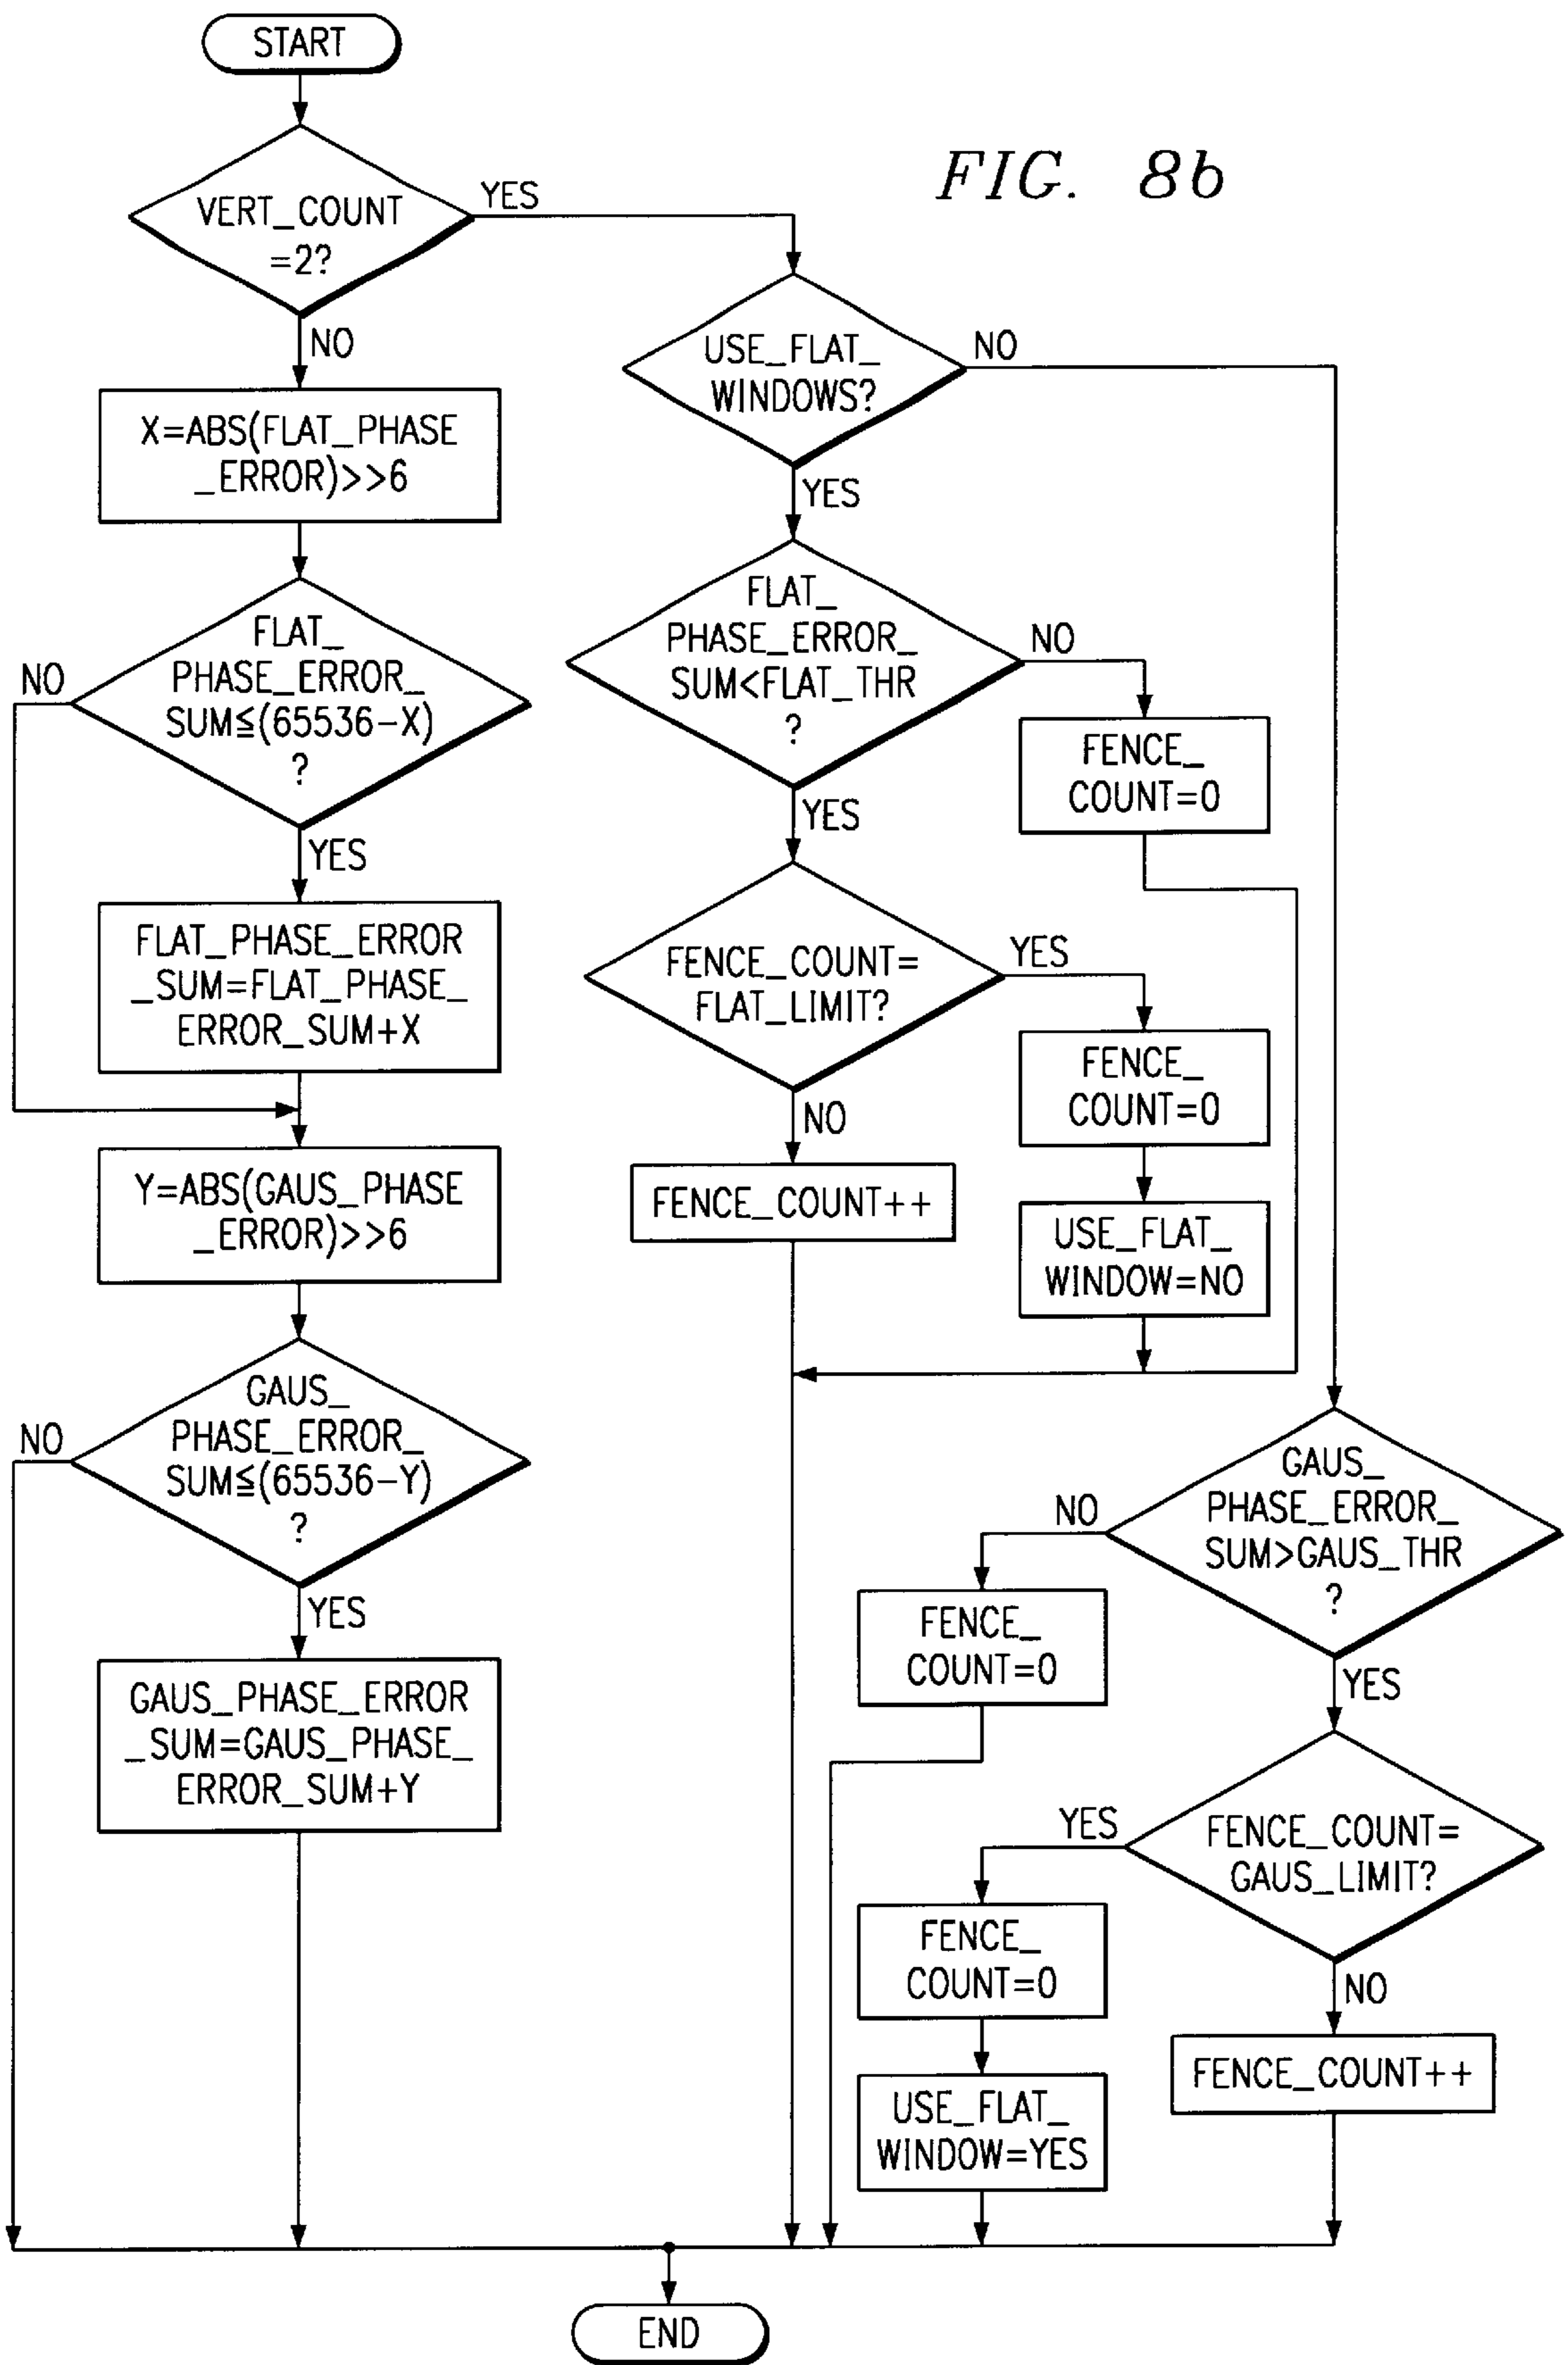 START
FIG. 8b
VERT_COUNT
=2?
YES
NO
X=ABS(FLAT_PHASE
_ERROR)>>6
FLAT_
PHASE_ERROR_
SUM≦(65536-X)
?
NO
YES
FLAT_PHASE_ERROR
_SUM=FLAT_PHASE_
ERROR_SUM+X
Y=ABS(GAUS_PHASE
_ERROR)>>6
GAUS_
PHASE_ERROR_
SUM≦(65536-Y)
?
NO
YES
GAUS_PHASE_ERROR
_SUM=GAUS_PHASE_
ERROR_SUM+Y
USE_FLAT_
WINDOWS?
NO
YES
FLAT_
PHASE_ERROR_
SUM<FLAT_THR
?
NO
FENCE_
COUNT=0
YES
FENCE_COUNT=
FLAT_LIMIT?
YES
FENCE_
COUNT=0
USE_FLAT_
WINDOW=NO
NO
FENCE_COUNT++
GAUS_
PHASE_ERROR_
SUM>GAUS_THR
?
NO
FENCE_
COUNT=0
YES
FENCE_COUNT=
GAUS_LIMIT?
YES
FENCE_
COUNT=0
USE_FLAT_
WINDOW=YES
NO
FENCE_COUNT++
END